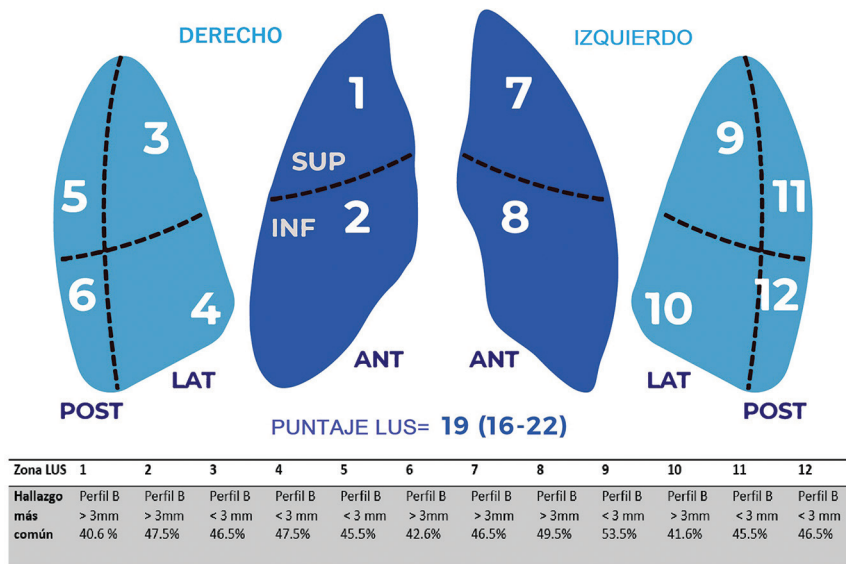 DERECHO
IZQUIERDO
1
7
3
9
SUP
5
11
INF
2
8
6
12
4
10
ANT
ANT
LAT
LAT
POST
POST
PUNTAJE LUS= 19 (16-22)
Zona LUS 1 2 3 4 5 6 7 8 9 10 11 12
Hallazgo Perfil B Perfil B Perfil B Perfil B Perfil B Perfil B Perfil B Perfil B Perfil B Perfil B Perfil B Perfil B
más > 3mm > 3mm < 3 mm < 3 mm < 3 mm > 3mm > 3mm > 3mm < 3 mm > 3mm < 3 mm < 3 mm
común 40.6 % 47.5% 46.5% 47.5% 45.5% 42.6% 46.5% 49.5% 53.5% 41.6% 45.5% 46.5%